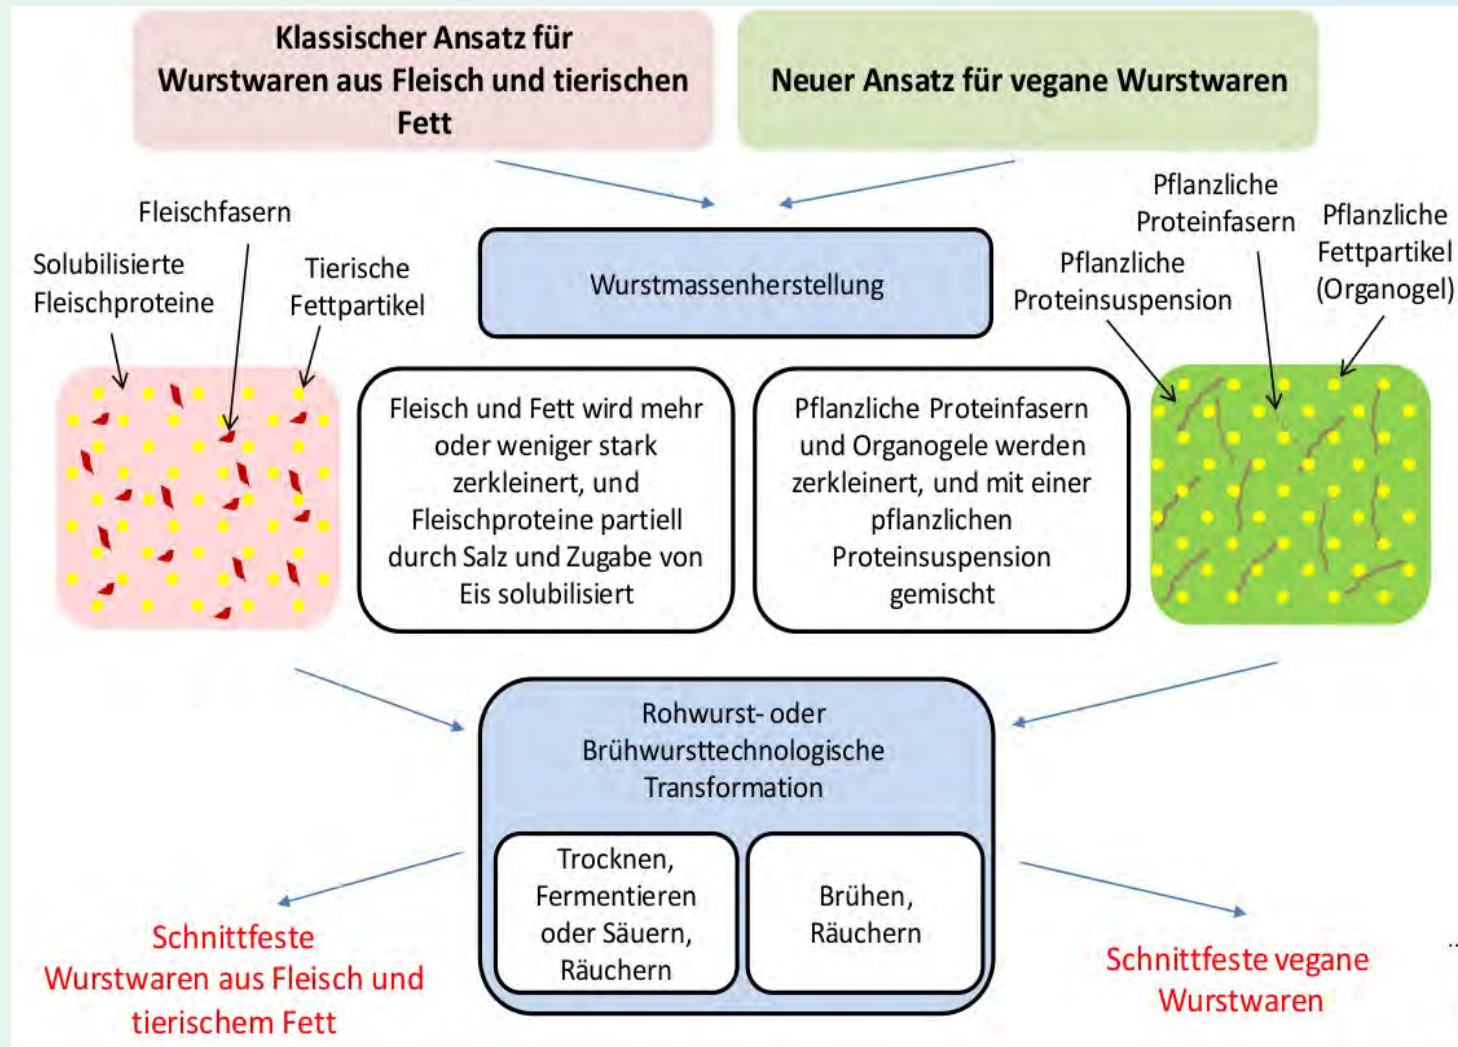 Klassischer Ansatz für
Wurstwaren aus Fleisch und tierischen
Fett
Neuer Ansatz für vegane Wurstwaren
Fleischfasern
Solubilisierte
Fleischproteine
Tierische
Fettpartikel
Wurstmassenherstellung
Pflanzliche
Proteinfasern
Pflanzliche
Proteinsuspension
Pflanzliche
Fettpartikel
(Organogel)
Fleisch und Fett wird mehr
oder weniger stark
zerkleinert, und
Fleischproteine partiell
durch Salz und Zugabe von
Eis solubilisiert
Pflanzliche Proteinfasern
und Organogele werden
zerkleinert, und mit einer
pflanzlichen
Proteinsuspension
gemischt
Rohwurst- oder
Brühwursttechnologische
Transformation
Trocknen,
Fermentieren
oder Säuern,
Räuchern
Brühen,
Räuchern
Schnittfeste
Wurstwaren aus Fleisch und
tierischem Fett
Schnittfeste vegane
Wurstwaren